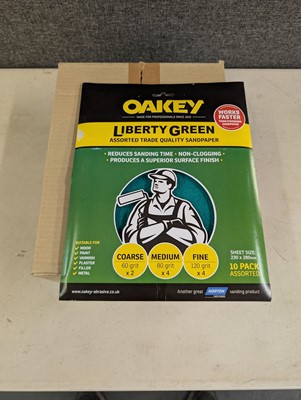 OAKEY
MADE FOR PROFESSIONALS SINCE 1833
WORKS
FASTER
LIBERTY GREEN
ASSORTED TRADE QUALITY SANDPAPER
• REDUCES SANDING TIME • NON-CLOGGING •
• PRODUCES A SUPERIOR SURFACE FINISH •
SUITABLE FOR
✓ WOOD
✓ PAINT
✓ VARNISH
✓ PLASTER
✓ FILLER
✓ METAL
COARSE
60 grit
x 2
MEDIUM
80 grit
x 4
FINE
120 grit
x 4
SHEET SIZE
230 x 280mm
10 PACK
ASSORTED
www.oakey-abrasive.co.uk
Another great
NORTON
sanding product